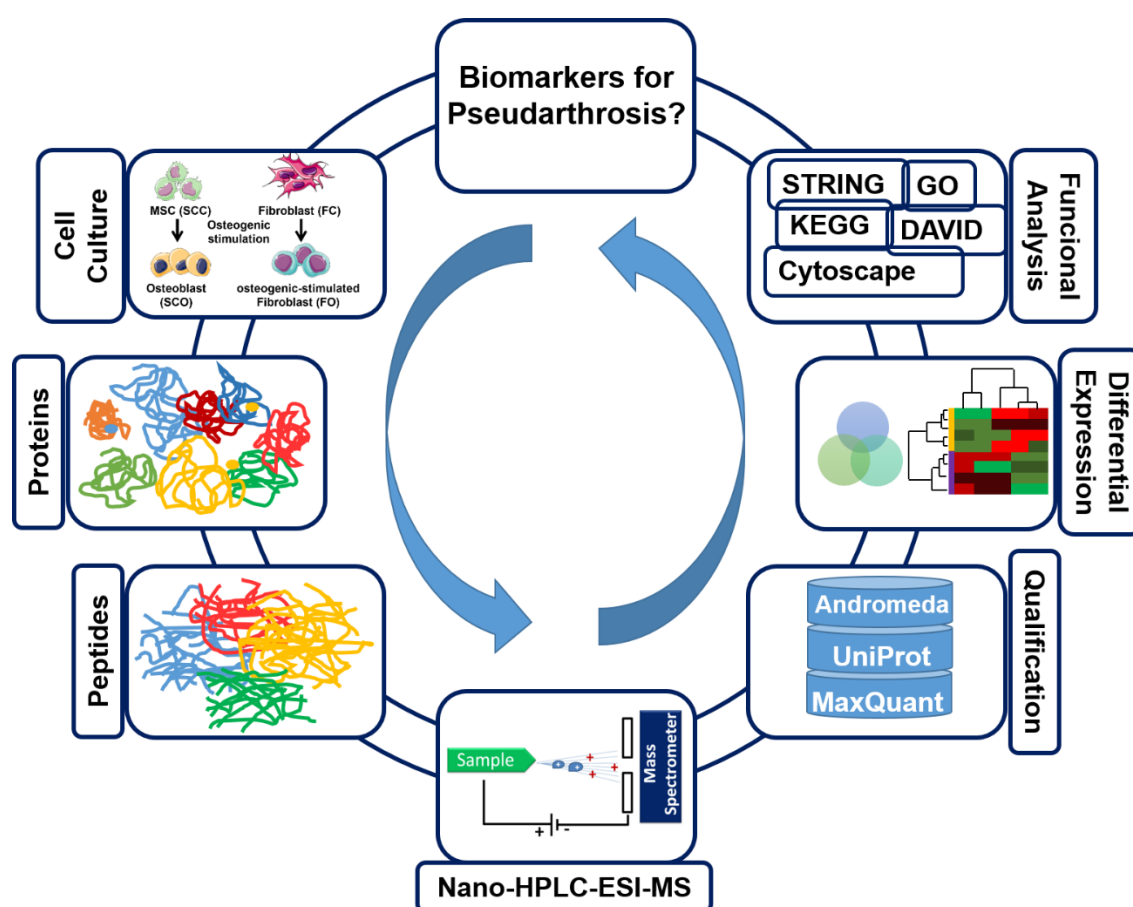 Biomarkers for
Pseudarthrosis?
Cell
Culture
MSC (SCC)
Fibroblast (FC)
Osteogenic
stimulation
Osteoblast
(SCO)
osteogenic-stimulated
Fibroblast (FO)
Proteins
Peptides
Sample
+
-
Mass
Spectrometer
Nano-HPLC-ESI-MS
Andromeda
UniProt
MaxQuant
Qualification
Differential
Expression
STRING
GO
KEGG
DAVID
Cytoscape
Funcional
Analysis